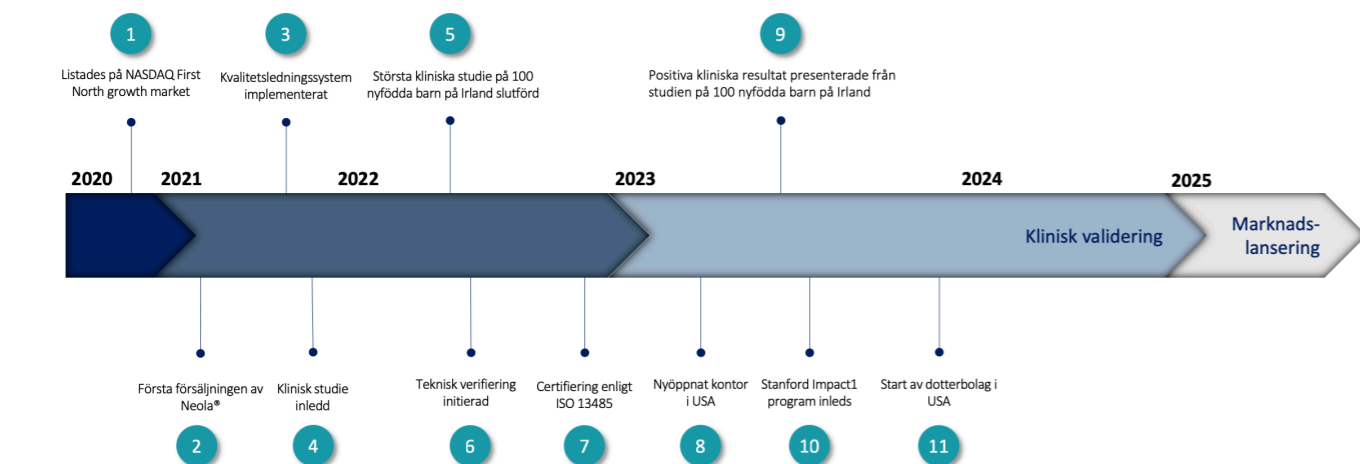 1
3
5
9
Listades på NASDAQ First
North growth market
Kvalitetsledningssystem
implementerat
Största kliniska studie på 100
nyfödda barn på Irland slutförd
Positiva kliniska resultat presenterade från
studien på 100 nyfödda barn på Irland
2020
2021
2022
2023
2024
2025
Klinisk validering
Marknads-
lansering
Första försäljningen av
Neola®
Klinisk studie
inledd
Teknisk verifiering
initierad
Certifiering enligt
ISO 13485
Nyöppnat kontor
i USA
Stanford Impact1
program inleds
Start av dotterbolag i
USA
2
4
6
7
8
10
11